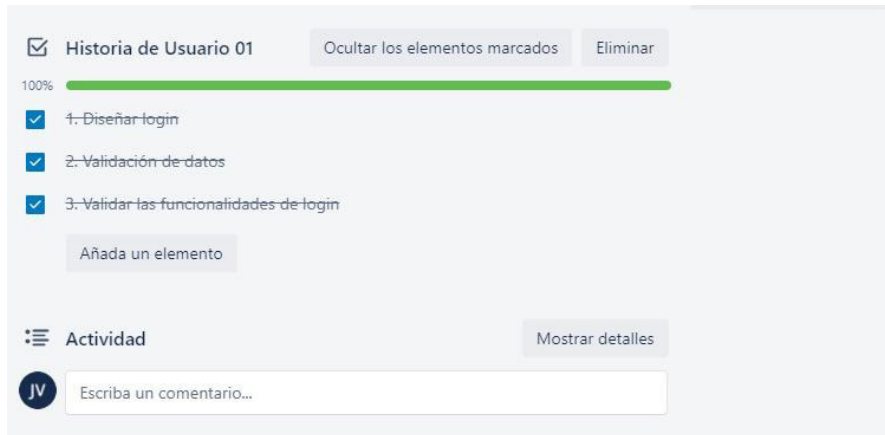 Historia de Usuario 01 Ocultar los elementos marcados Eliminar
100%
1. Diseñar login
2. Validación de datos
3. Validar las funcionalidades de login
Añada un elemento
Actividad Mostrar detalles
JV Escriba un comentario...